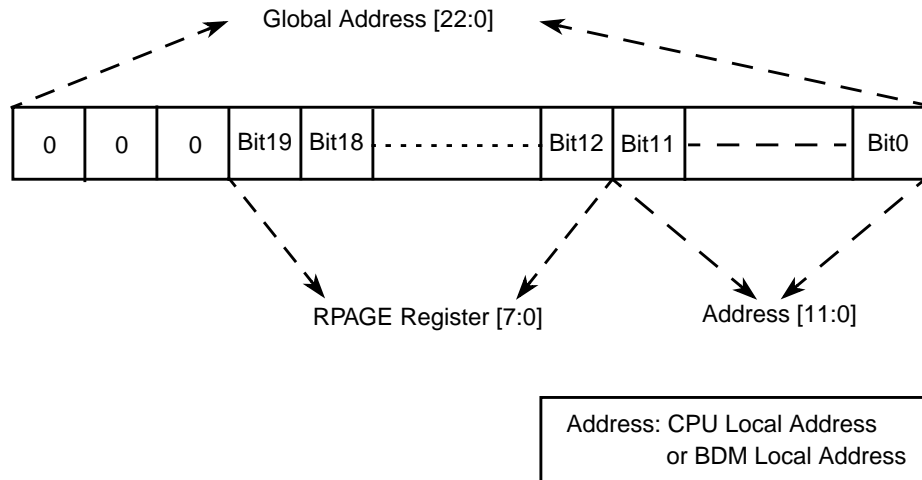 Global Address [22:0]
0 0 0 Bit19 Bit18 Bit12 Bit11 Bit0
RPAGE Register [7:0]
Address [11:0]
Address: CPU Local Address
or BDM Local Address